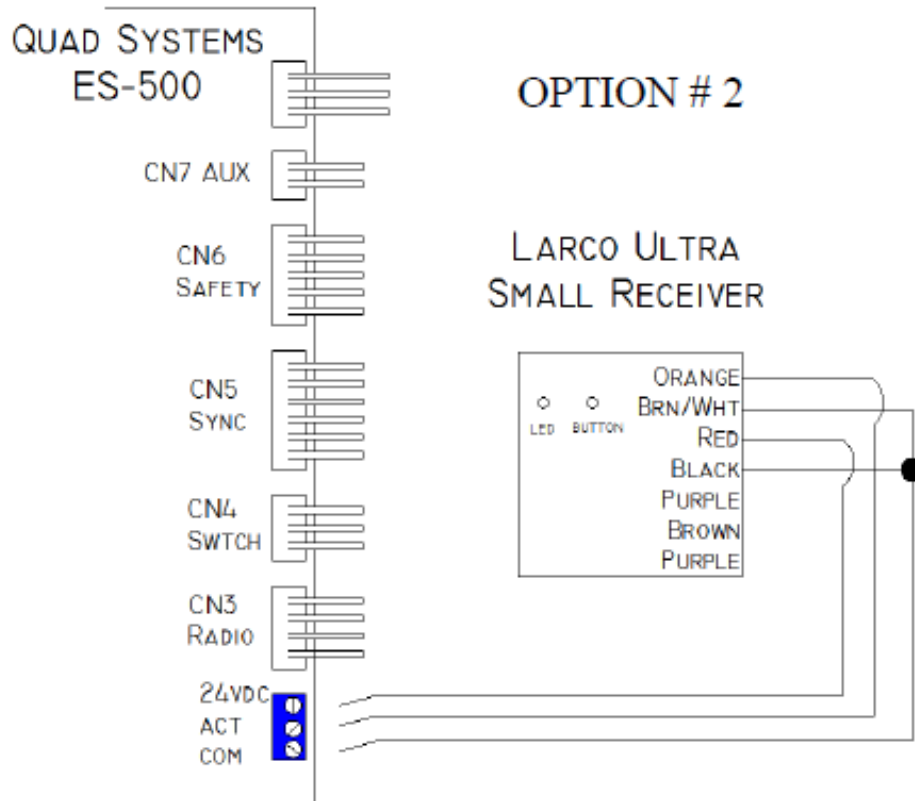 QUAD SYSTEMS
ES-500
OPTION # 2
CN7 AUX
CN6
SAFETY
LARCO ULTRA
SMALL RECEIVER
CN5
SYNC
ORANGE
BRN/WHT
LED BUTTON
RED
BLACK
PURPLE
BROWN
PURPLE
CN4
SWTCH
CN3
RADIO
24VDC
ACT
COM